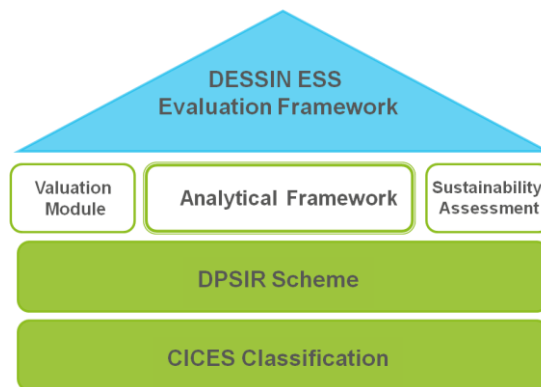 DESSIN ESS
Evaluation Framework
Valuation
Module
Analytical Framework
Sustainability
Assessment
DPSIR Scheme
CICES Classification